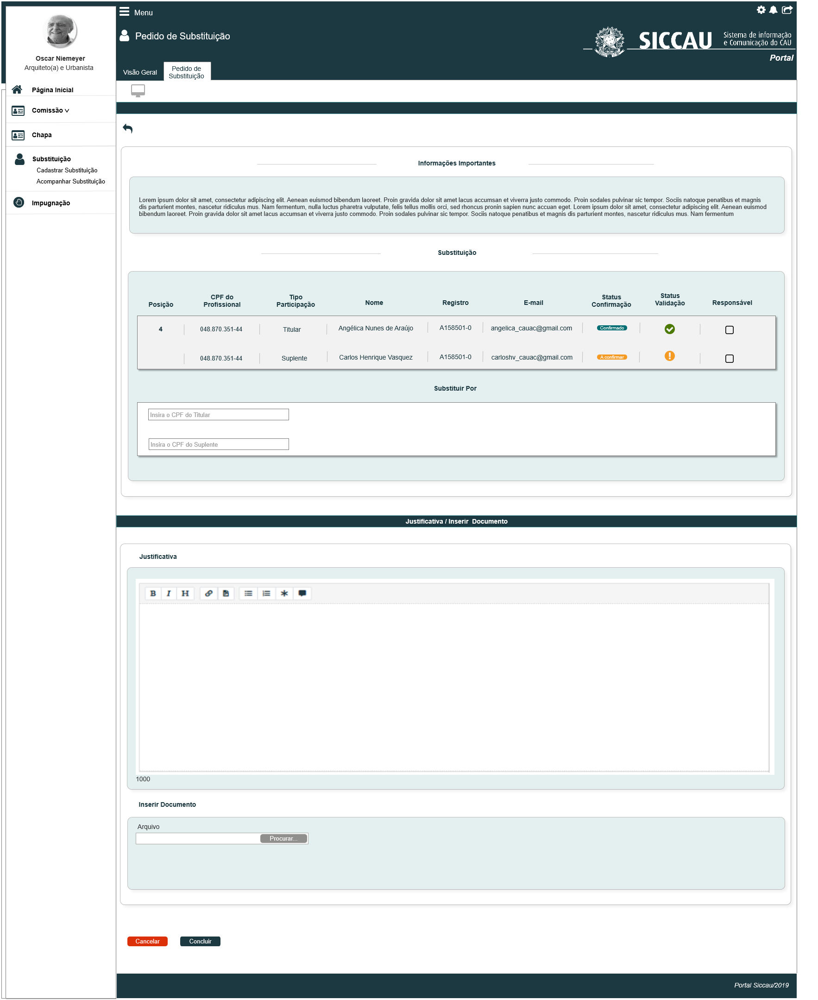 Menu
Pedido de Substituição
SICCAU
Sistema de informação
e Comunicação do CAU
Portal
Visão Geral
Pedido de
Substituição
Oscar Niemeyer
Arquiteto(a) e Urbanista
Página Inicial
Comissão
Chapa
Substituição
Cadastrar Substituição
Acompanhar Substituição
Impugnação
Informações Importantes
Lorem ipsum dolor sit amet, consectetur adipiscing elit. Aenean euismod bibendum laoreet. Proin gravida dolor sit amet lacus accumsan et viverra justo commodo. Proin sodales pulvinar sic tempor. Sociis natoque penatibus et magnis
dis parturient montes, nascetur ridiculus mus. Nam fermentum, nulla luctus pharetra vulputate, felis tellus mollis orci, sed rhoncus pronin sapien nunc accuan eget. Lorem ipsum dolor sit amet, consectetur adipiscing elit. Aenean euismod
bibendum laoreet. Proin gravida dolor sit amet lacus accumsan et viverra justo commodo. Proin sodales pulvinar sic tempor. Sociis natoque penatibus et magnis dis parturient montes, nascetur ridiculus mus. Nam fermentum
Substituição
Posição CPF do Profissional Tipo Participação Nome Registro E-mail Status Confirmação Status Validação Responsável
4 048.870.351-44 Titular Angélica Nunes de Araújo A158501-0 angelica_cauac@gmail.com Confirmado
048.870.351-44 Suplente Carlos Henrique Vasquez A158501-0 carloshv_cauac@gmail.com A confirmar
Substituir Por
Insira o CPF do Titular
Insira o CPF do Suplente
Justificativa / Inserir Documento
Justificativa
B I H
1000
Inserir Documento
Arquivo
Procurar...
Cancelar Concluir
Portal Siccau/2019